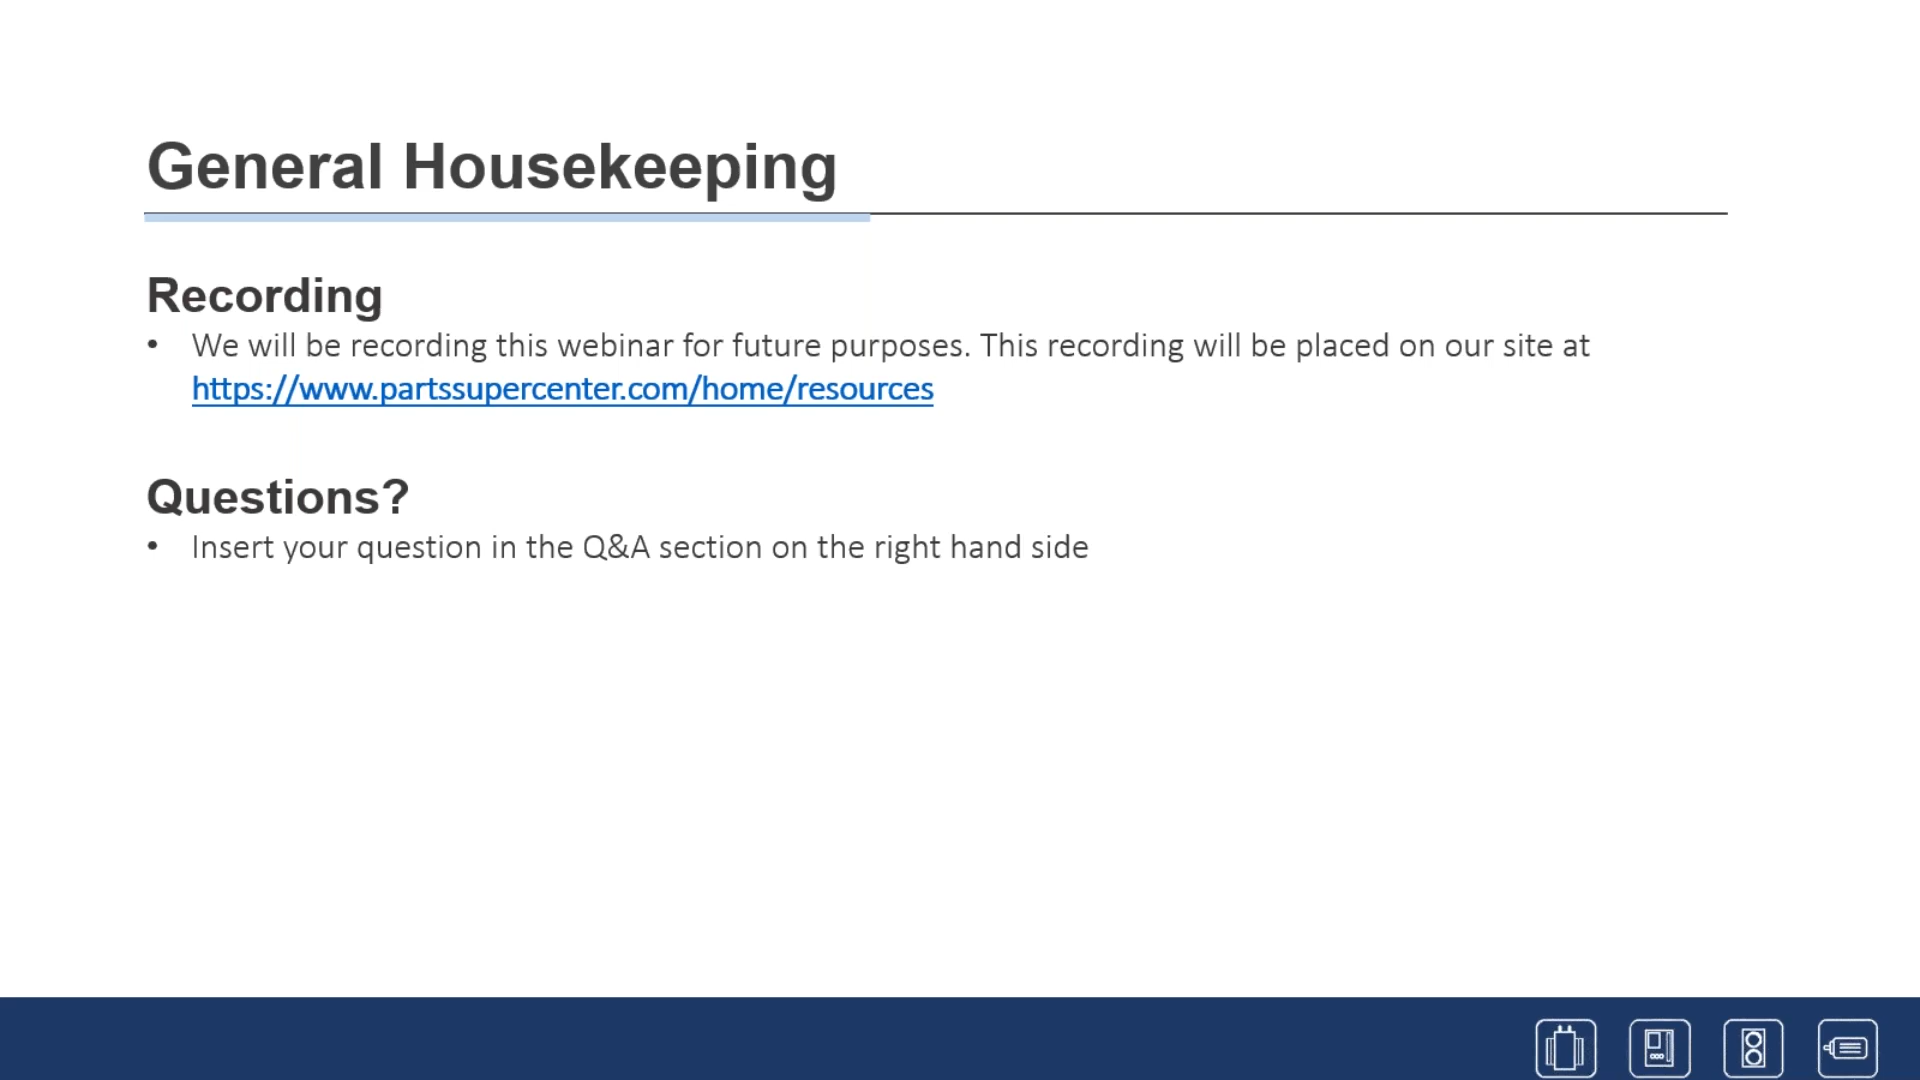 General Housekeeping
Recording
• We will be recording this webinar for future purposes. This recording will be placed on our site at
https://www.partssupercenter.com/home/resources
Questions?
• Insert your question in the Q&A section on the right hand side